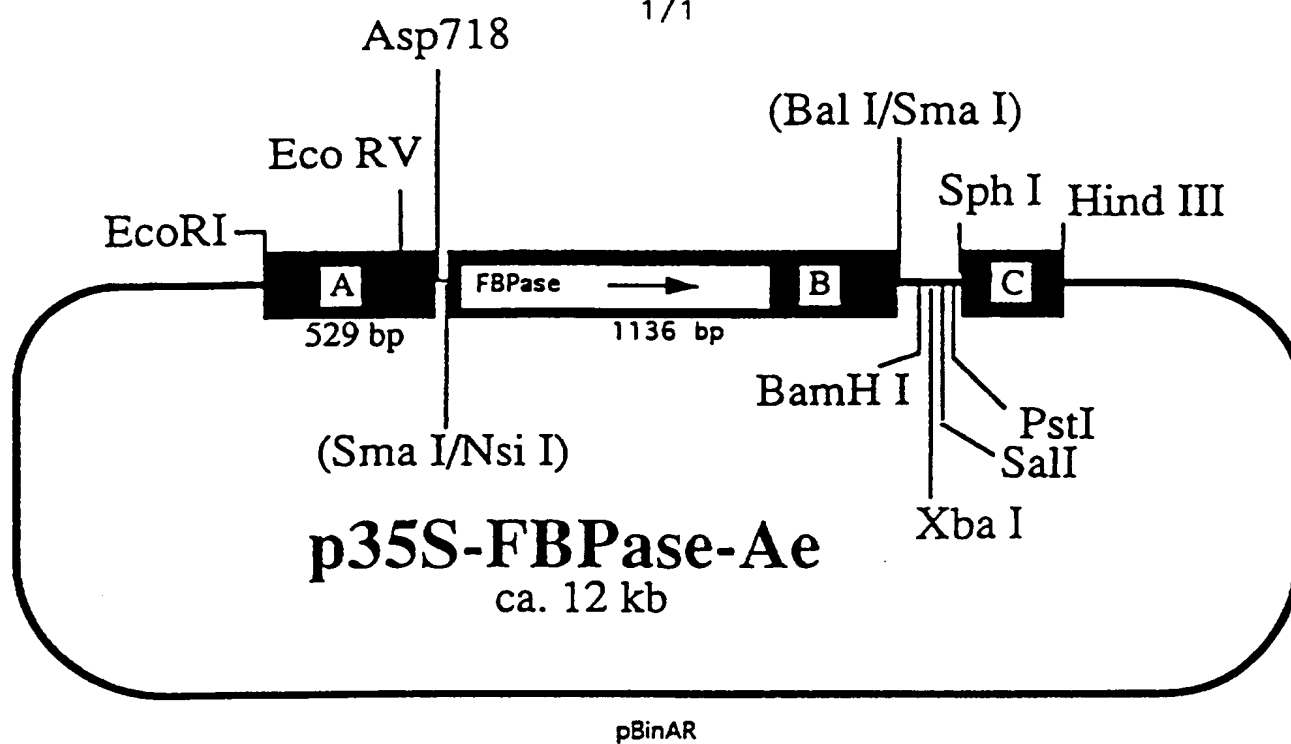 1/1
Asp718
(Bal I/Sma I)
Eco RV
Sph I
Hind III
EcoRI
A
FBPase
B
C
529 bp
1136 bp
BamH I
PstI
(Sma I/Nsi I)
SalI
Xba I
p35S-FBPase-Ae
ca. 12 kb
pBinAR